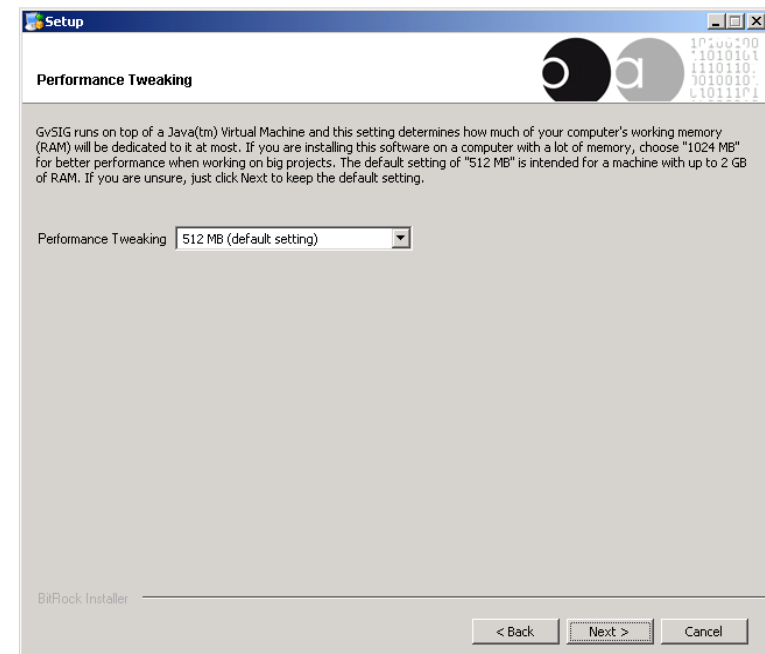 Setup
Performance Tweaking
GvSIG runs on top of a Java(tm) Virtual Machine and this setting determines how much of your computer's working memory
(RAM) will be dedicated to it at most. If you are installing this software on a computer with a lot of memory, choose "1024 MB"
for better performance when working on big projects. The default setting of "512 MB" is intended for a machine with up to 2 GB
of RAM. If you are unsure, just click Next to keep the default setting.
Performance Tweaking 512 MB (default setting)
BitRock Installer
< Back Next > Cancel